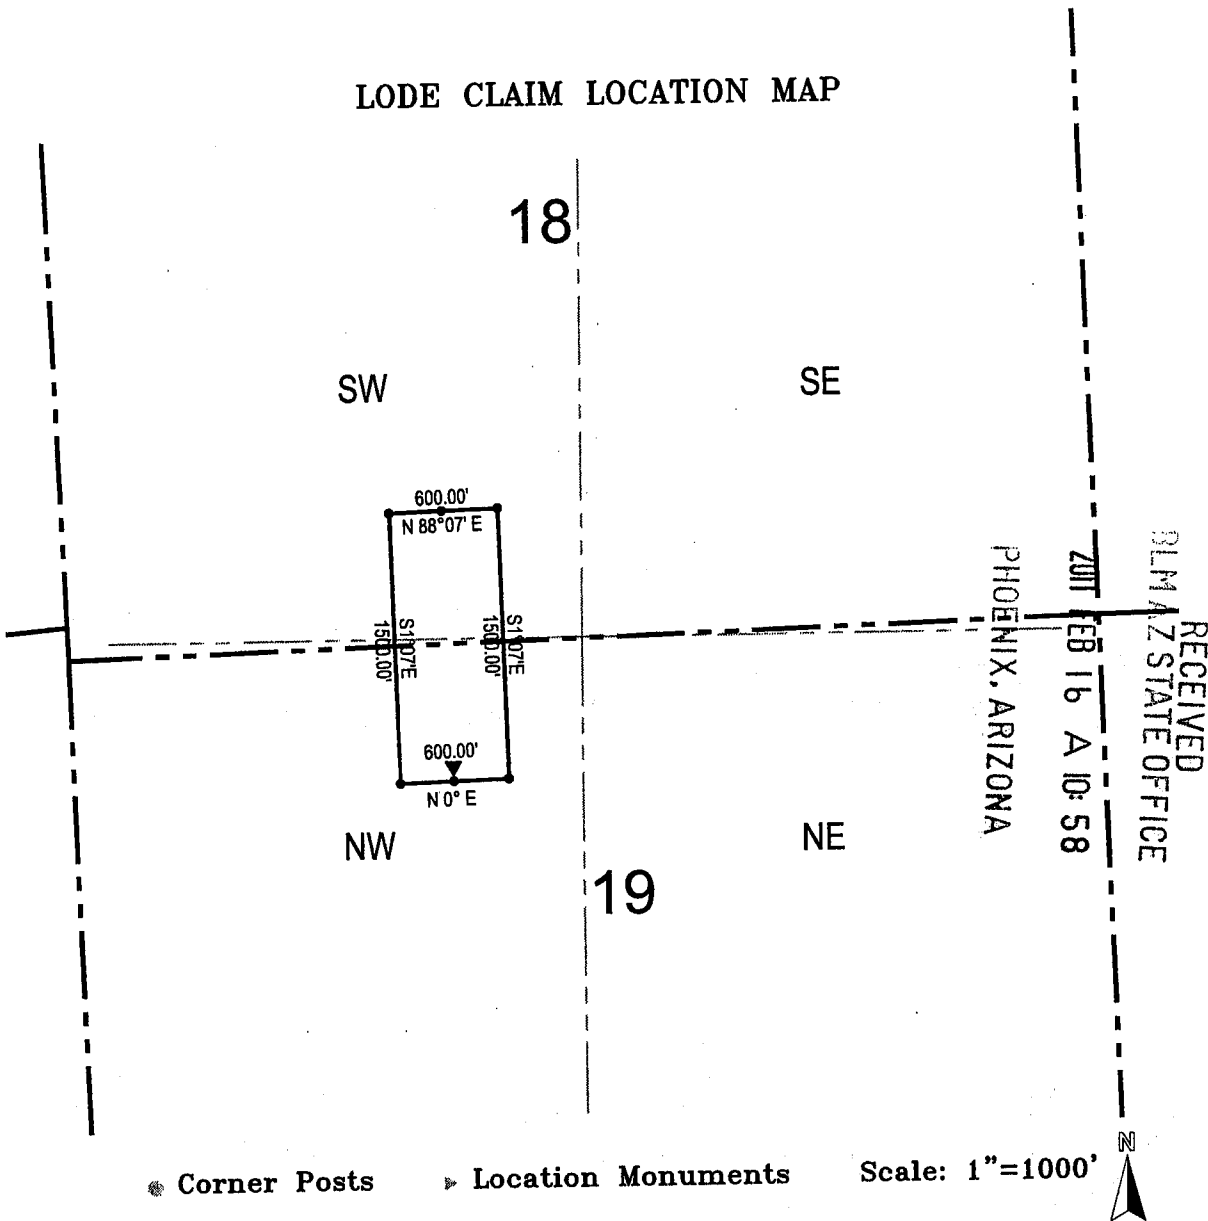 LODE CLAIM LOCATION MAP
18
SW
SE
600.00'
N 88°07' E
S1°07'E
1500.00'
S1°07'E
1500.00'
600.00'
N 0° E
NW
NE
19
RECEIVED
BLM AZ STATE OFFICE
FEB 16 A 10:58
PHOENIX, ARIZONA
Corner Posts
Location Monuments
Scale: 1"=1000'
N